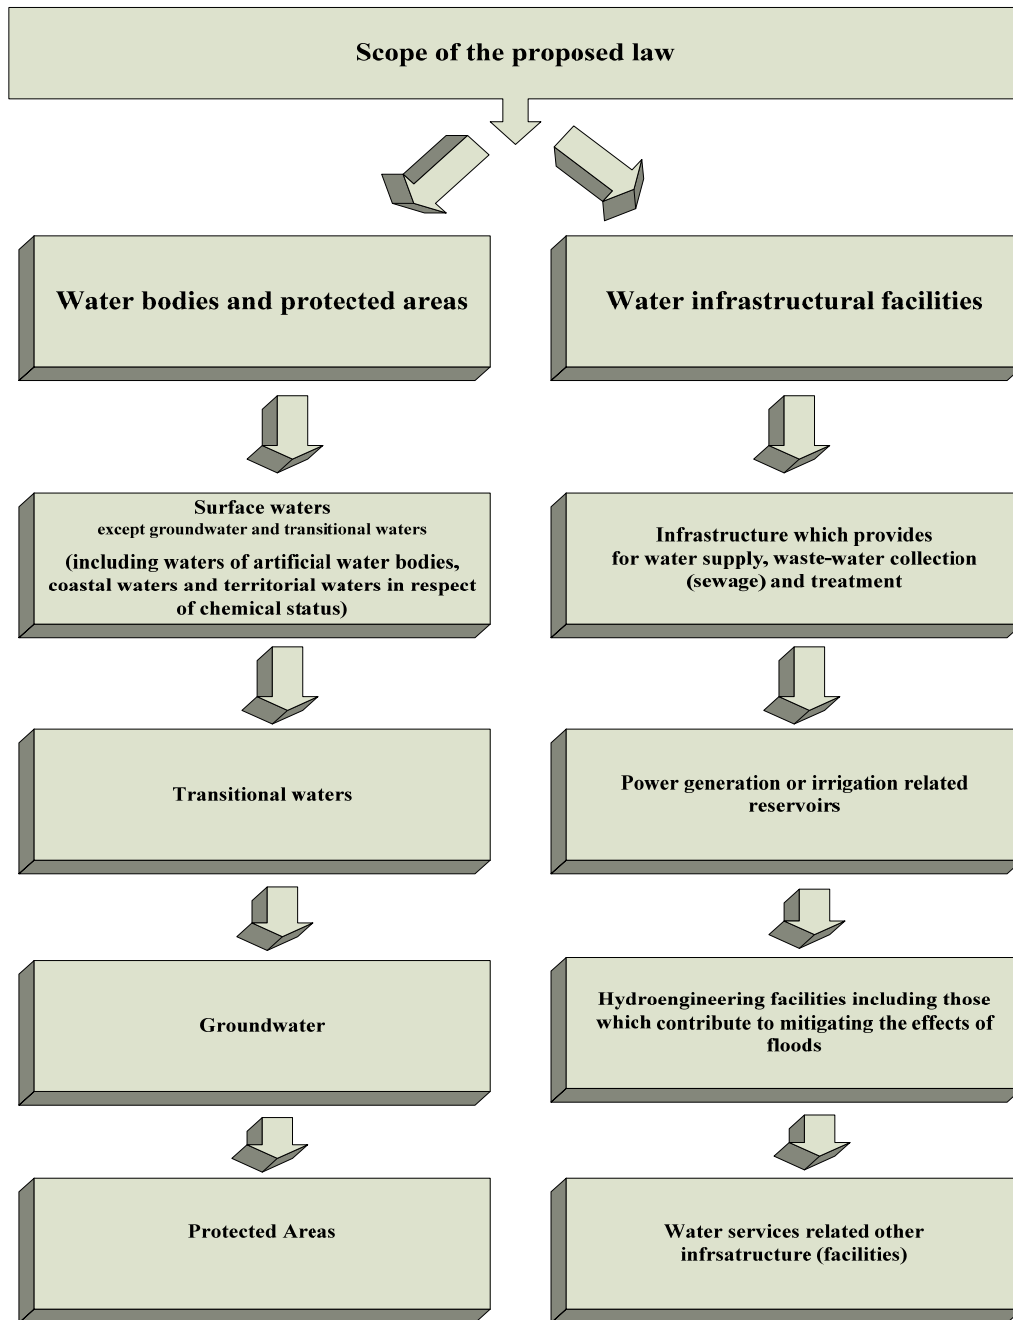 Scope of the proposed law
Water bodies and protected areas
Surface waters
except groundwater and transitional waters
(including waters of artificial water bodies,
coastal waters and territorial waters in respect
of chemical status)
Transitional waters
Groundwater
Protected Areas
Water infrastructural facilities
Infrastructure which provides
for water supply, waste-water collection
(sewage) and treatment
Power generation or irrigation related
reservoirs
Hydroengineering facilities including those
which contribute to mitigating the effects of
floods
Water services related other
infrsatructure (facilities)